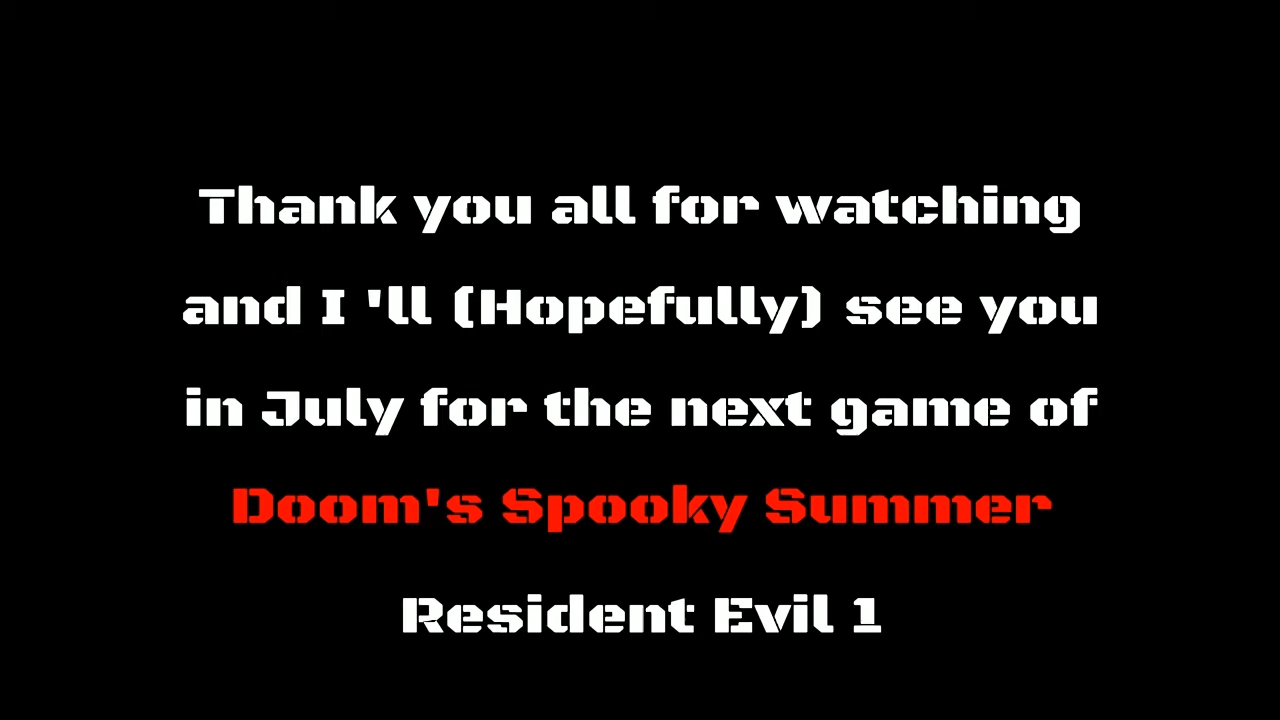 Thank you all for watching
and I 'll (Hopefully) see you
in July for the next game of
Doom's Spooky Summer
Resident Evil 1